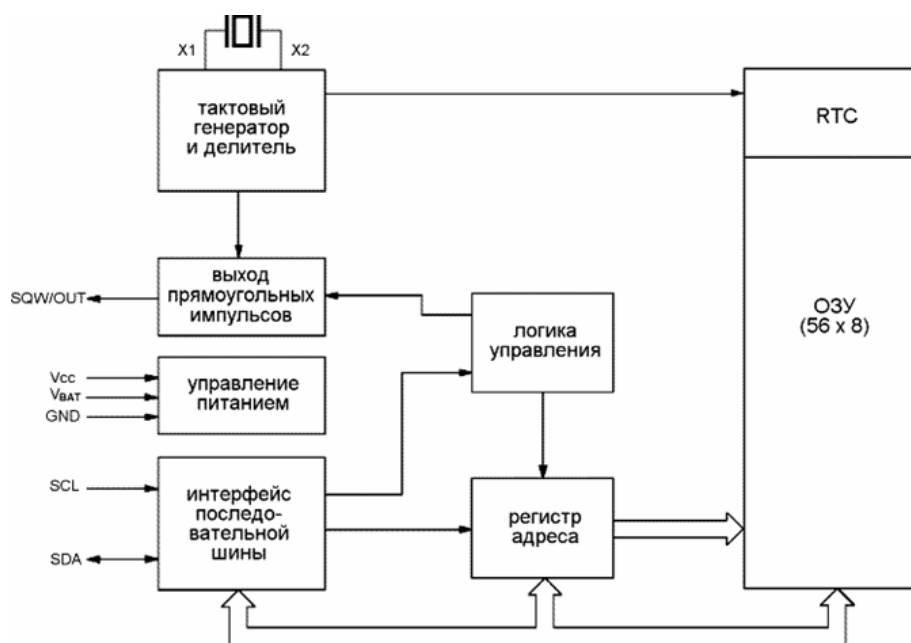 X1
X2
тактовый
генератор
и делитель
RTC
SQW/OUT
выход
прямоугольных
импульсов
логика
управления
ОЗУ
(56 x 8)
Vcc
VBAT
GND
управление
питанием
SCL
SDA
интерфейс
последо-
вательной
шины
регистр
адреса